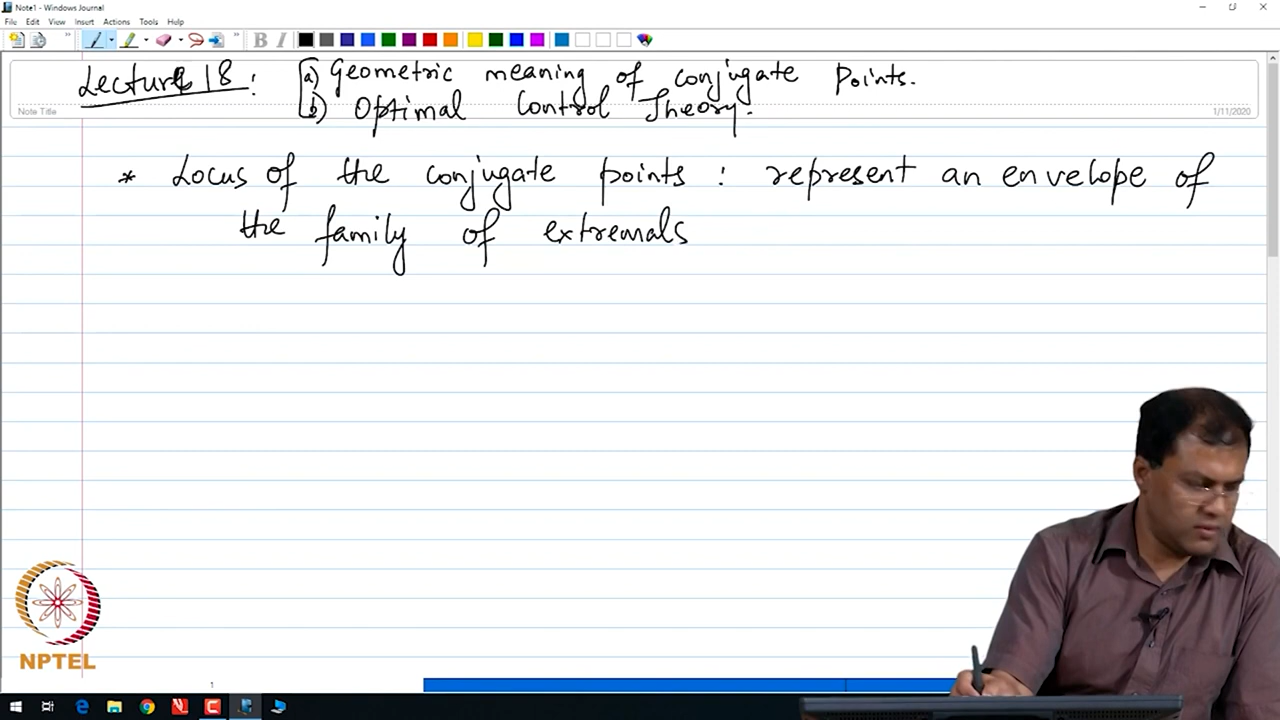 Note1 - Windows Journal
File Edit View Insert Actions Tools Help
Lecture 18 : (a) Geometric meaning of conjugate Points.
(b) Optimal Control Theory.
Note Title
1/11/2020
* Locus of the conjugate points : represent an envelope of
the family of extremals
NPTEL
1